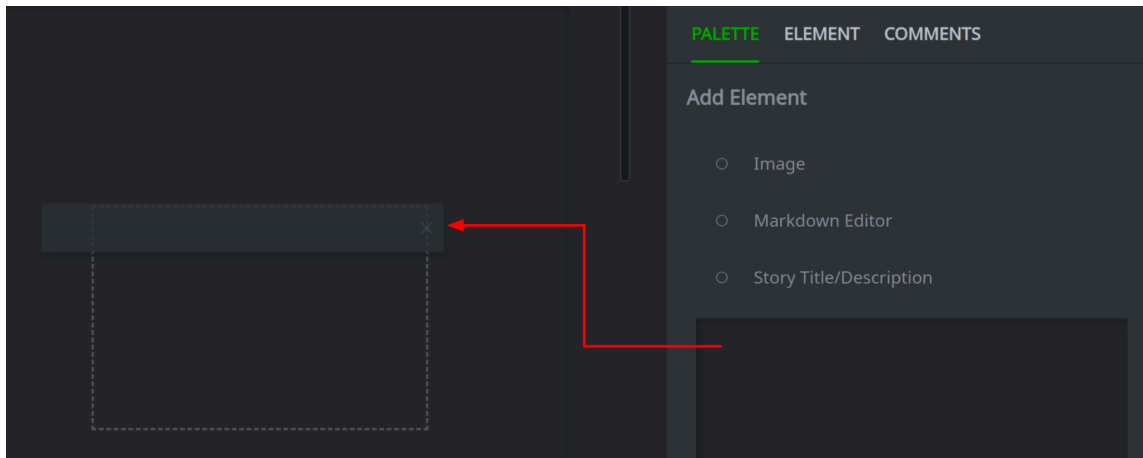 PALETTE ELEMENT COMMENTS
Add Element
Image
Markdown Editor
Story Title/Description